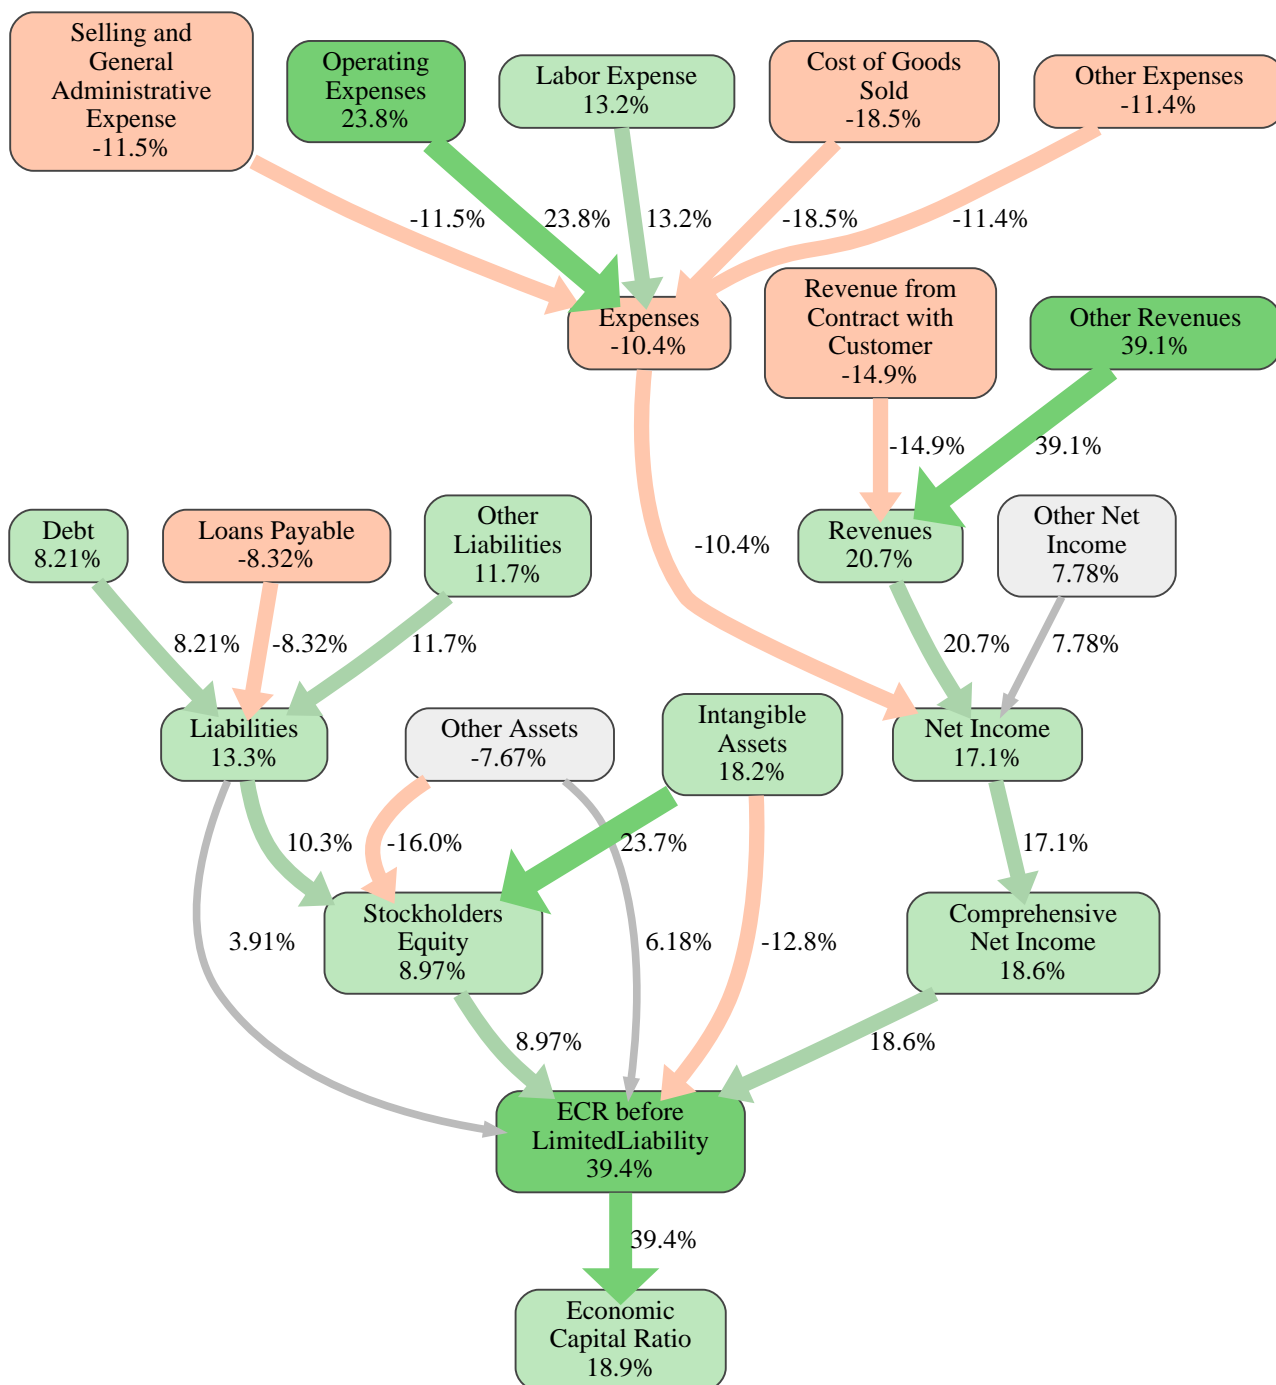 Selling and
General
Administrative
Expense
-11.5%
Operating
Expenses
23.8%
Labor Expense
13.2%
Cost of Goods
Sold
-18.5%
Other Expenses
-11.4%
-11.5%
23.8%
13.2%
-18.5%
-11.4%
Expenses
-10.4%
Revenue from
Contract with
Customer
-14.9%
Other Revenues
39.1%
-14.9%
39.1%
Debt
8.21%
Loans Payable
-8.32%
Other
Liabilities
11.7%
-10.4%
Revenues
20.7%
Other Net
Income
7.78%
8.21%
-8.32%
11.7%
20.7%
7.78%
Liabilities
13.3%
Other Assets
-7.67%
Intangible
Assets
18.2%
Net Income
17.1%
10.3%
-16.0%
23.7%
17.1%
3.91%
Stockholders
Equity
8.97%
6.18%
-12.8%
Comprehensive
Net Income
18.6%
8.97%
18.6%
ECR before
LimitedLiability
39.4%
39.4%
Economic
Capital Ratio
18.9%